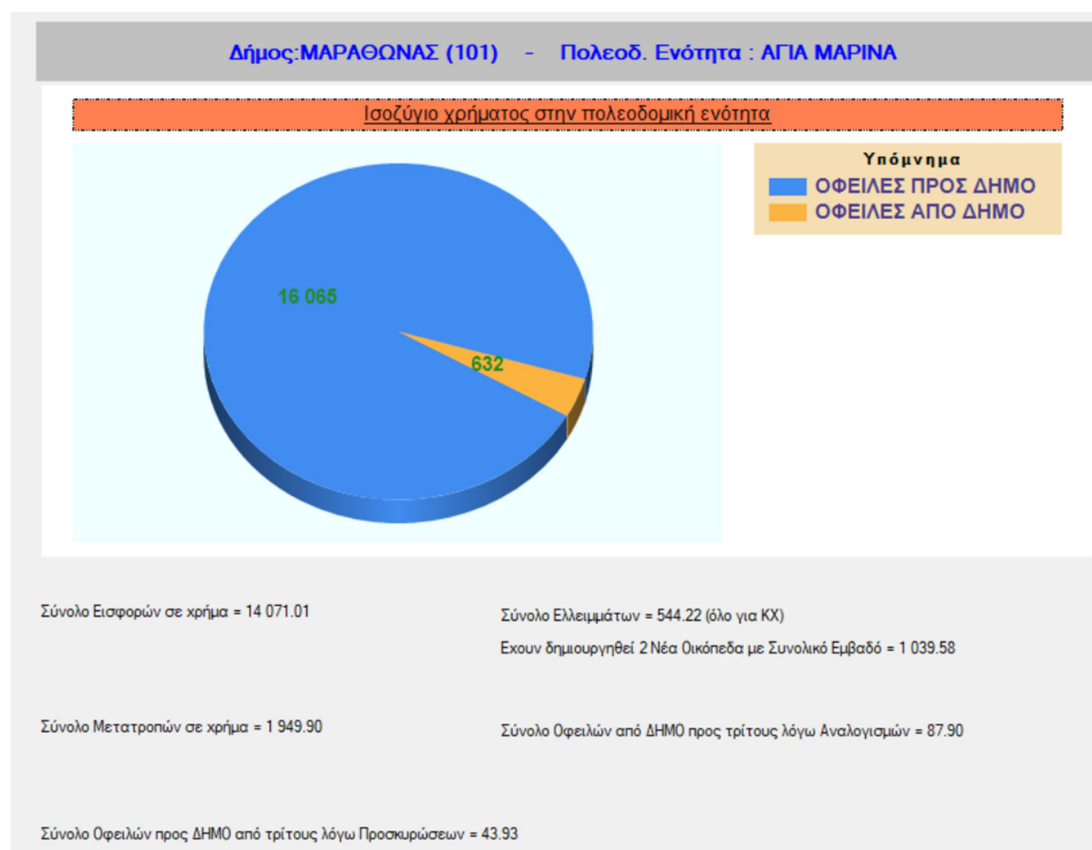 Δήμος:ΜΑΡΑΘΩΝΑΣ (101) - Πολεοδ. Ενότητα : ΑΓΙΑ ΜΑΡΙΝΑ
Ισοζύγιο χρήματος στην πολεοδομική ενότητα
Υπόμνημα
ΟΦΕΙΛΕΣ ΠΡΟΣ ΔΗΜΟ
ΟΦΕΙΛΕΣ ΑΠΟ ΔΗΜΟ
16 065
632
Σύνολο Εισφορών σε χρήμα = 14 071.01
Σύνολο Ελλειμμάτων = 544.22 (όλο για ΚΧ)
Εχουν δημιουργηθεί 2 Νέα Οικόπεδα με Συνολικό Εμβαδό = 1 039.58
Σύνολο Μετατροπών σε χρήμα = 1 949.90
Σύνολο Οφειλών από ΔΗΜΟ προς τρίτους λόγω Αναλογισμών = 87.90
Σύνολο Οφειλών προς ΔΗΜΟ από τρίτους λόγω Προσκυρώσεων = 43.93